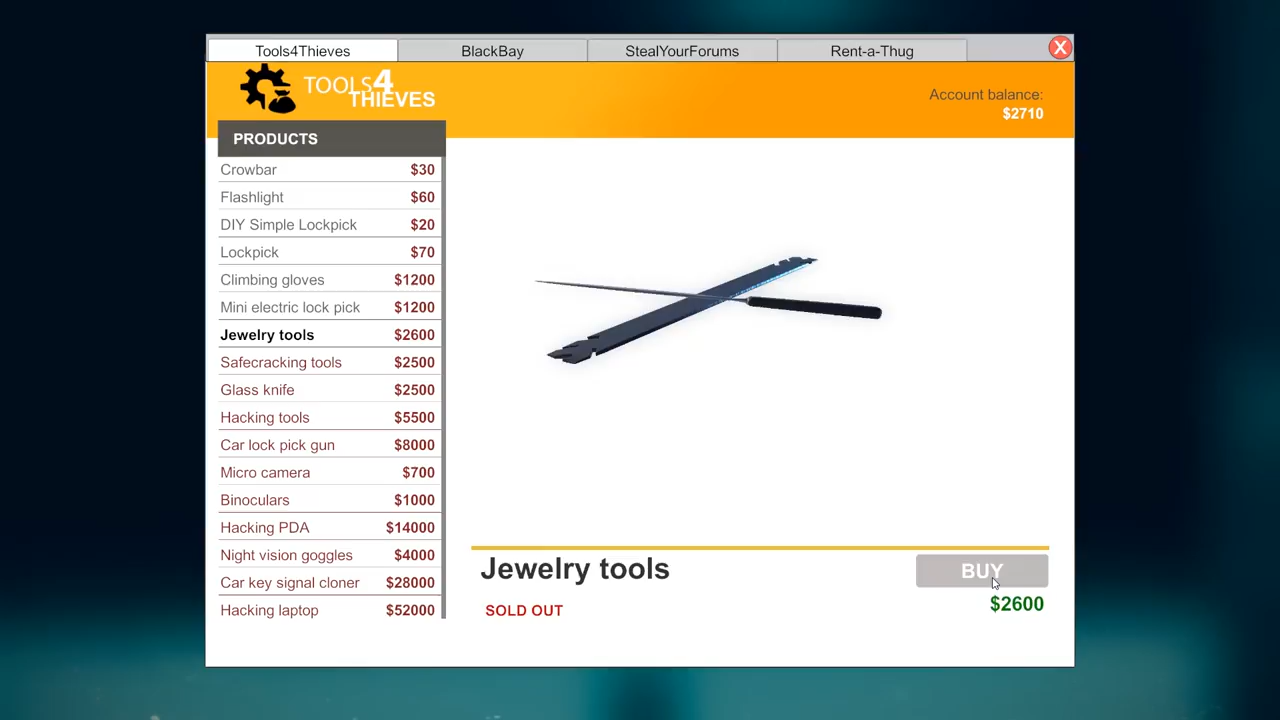 Tools4Thieves BlackBay StealYourForums Rent-a-Thug X
TOOLS4
THIEVES
Account balance:
$2710
PRODUCTS
Crowbar $30
Flashlight $60
DIY Simple Lockpick $20
Lockpick $70
Climbing gloves $1200
Mini electric lock pick $1200
Jewelry tools $2600
Safecracking tools $2500
Glass knife $2500
Hacking tools $5500
Car lock pick gun $8000
Micro camera $700
Binoculars $1000
Hacking PDA $14000
Night vision goggles $4000
Car key signal cloner $28000
Hacking laptop $52000
Jewelry tools
BUY
SOLD OUT
$2600